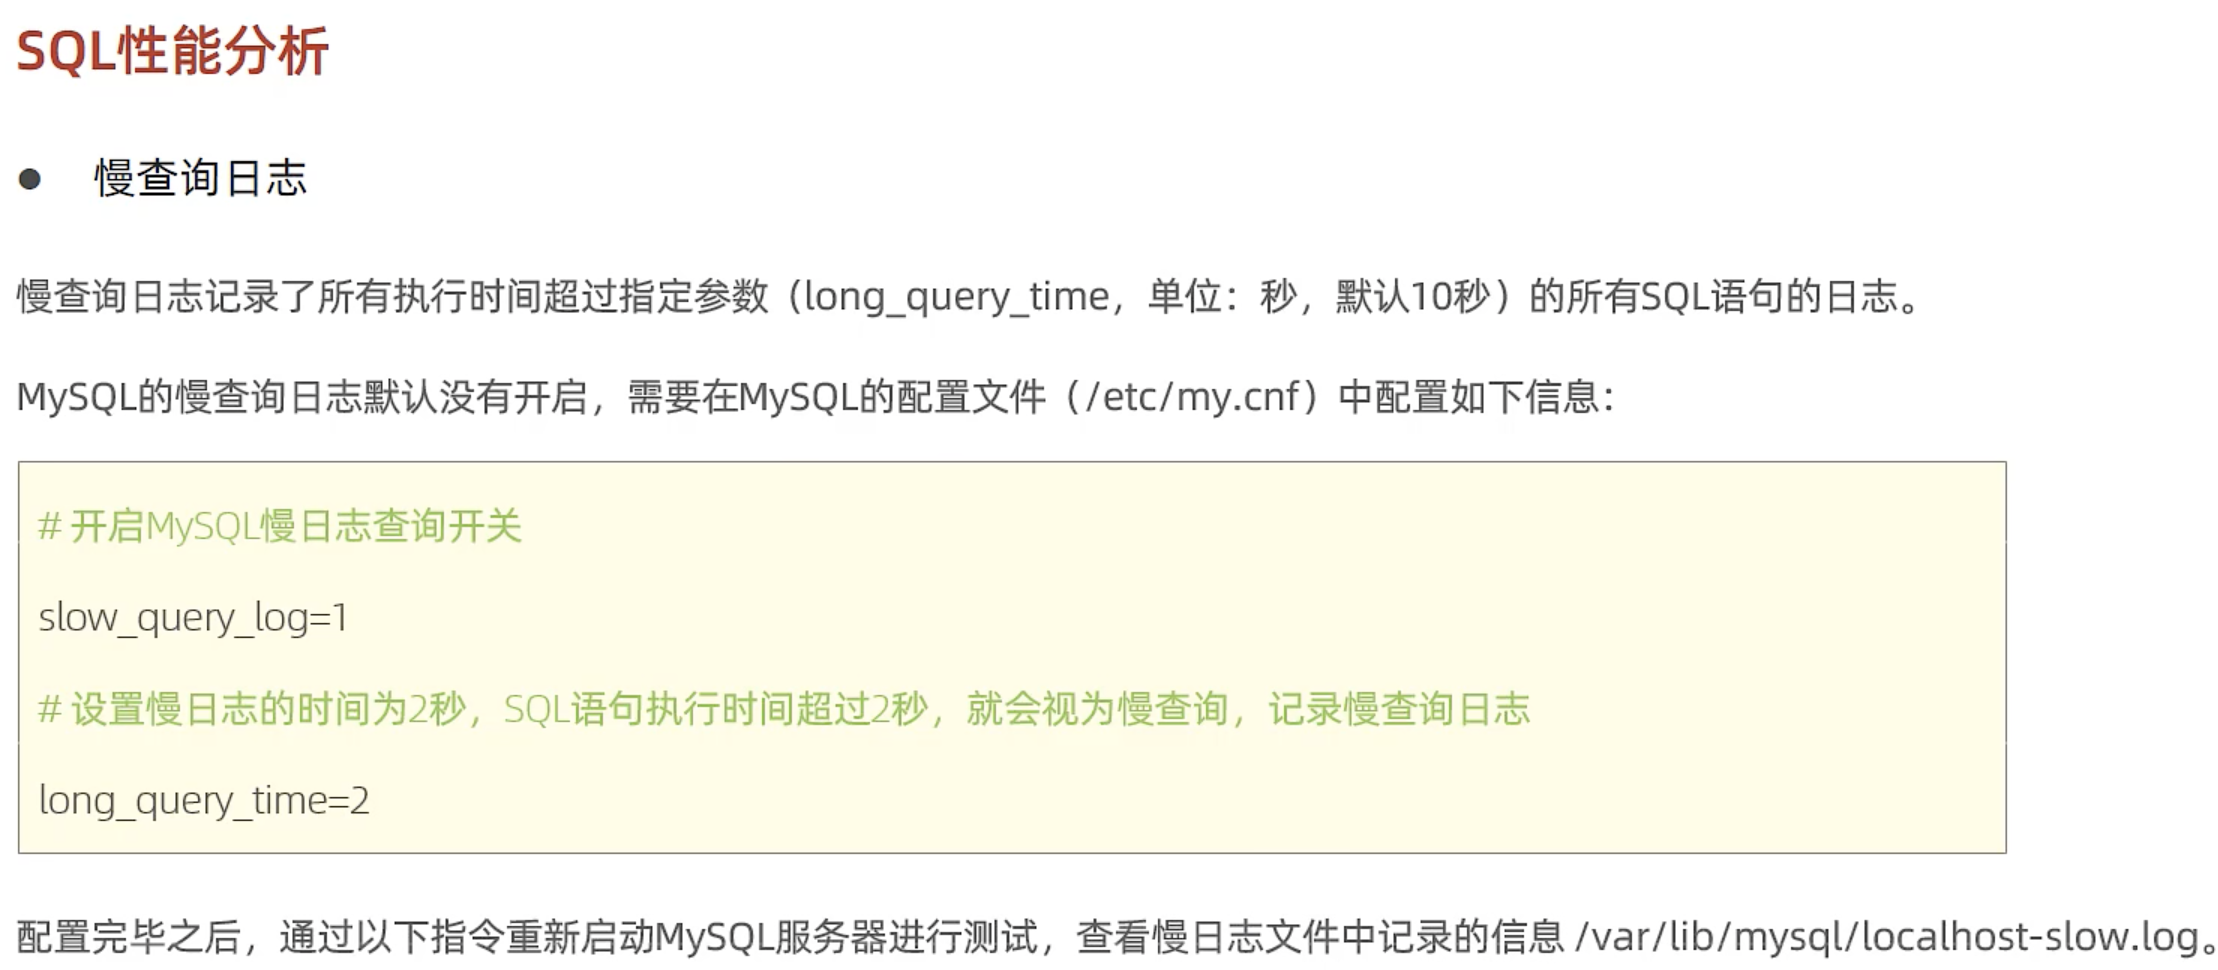 SQL性能分析
● 慢查询日志
慢查询日志记录了所有执行时间超过指定参数（long_query_time，单位：秒，默认10秒）的所有SQL语句的日志。
MySQL的慢查询日志默认没有开启，需要在MySQL的配置文件（/etc/my.cnf）中配置如下信息：
# 开启MySQL慢日志查询开关
slow_query_log=1
# 设置慢日志的时间为2秒，SQL语句执行时间超过2秒，就会视为慢查询，记录慢查询日志
long_query_time=2
配置完毕之后，通过以下指令重新启动MySQL服务器进行测试，查看慢日志文件中记录的信息 /var/lib/mysql/localhost-slow.log。